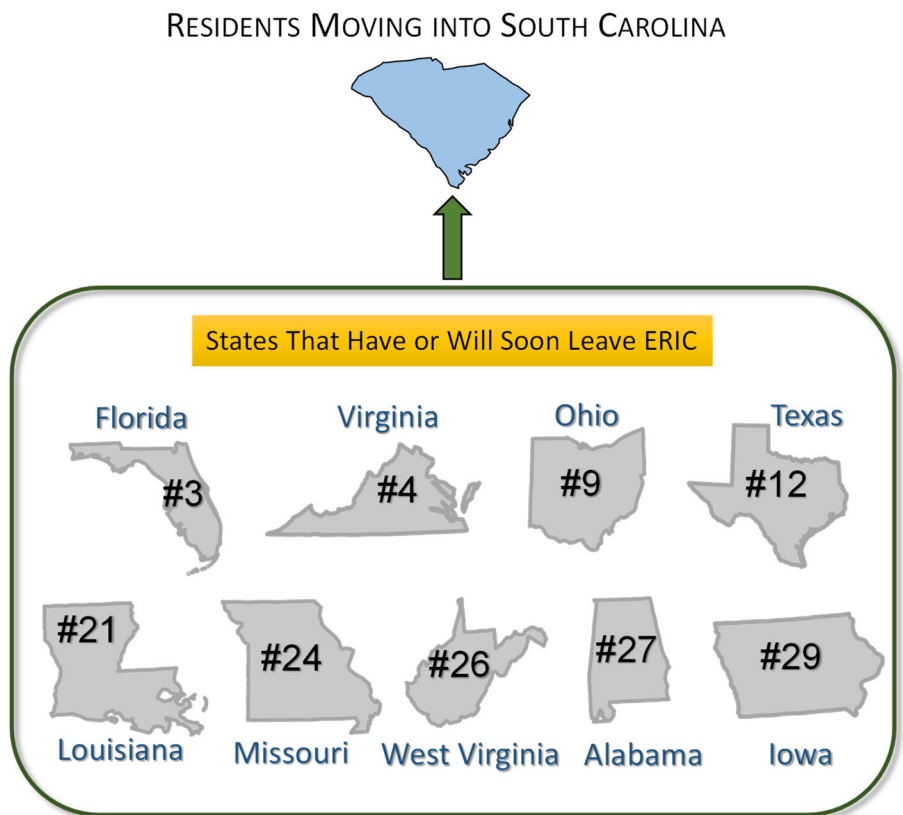 Residents Moving into South Carolina
States That Have or Will Soon Leave ERIC
Florida
Virginia
Ohio
Texas
#3
#4
#9
#12
#21
#24
#26
#27
#29
Louisiana
Missouri
West Virginia
Alabama
Iowa